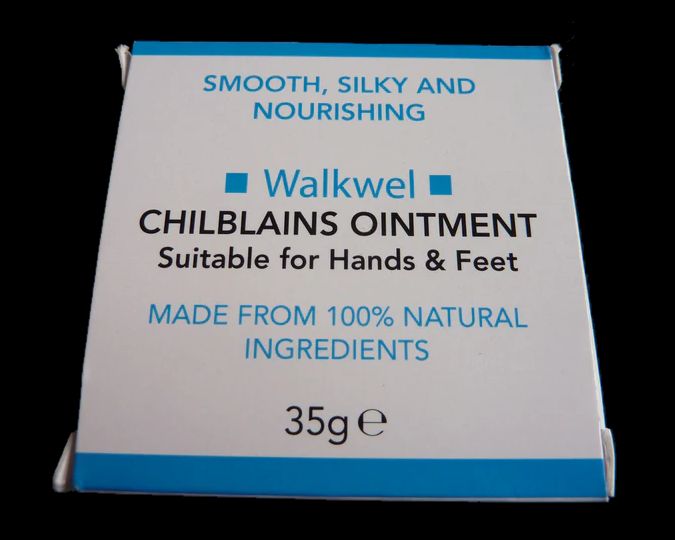 SMOOTH, SILKY AND
NOURISHING
Walkwel
CHILBLAINS OINTMENT
Suitable for Hands & Feet
MADE FROM 100% NATURAL
INGREDIENTS
35g ℮